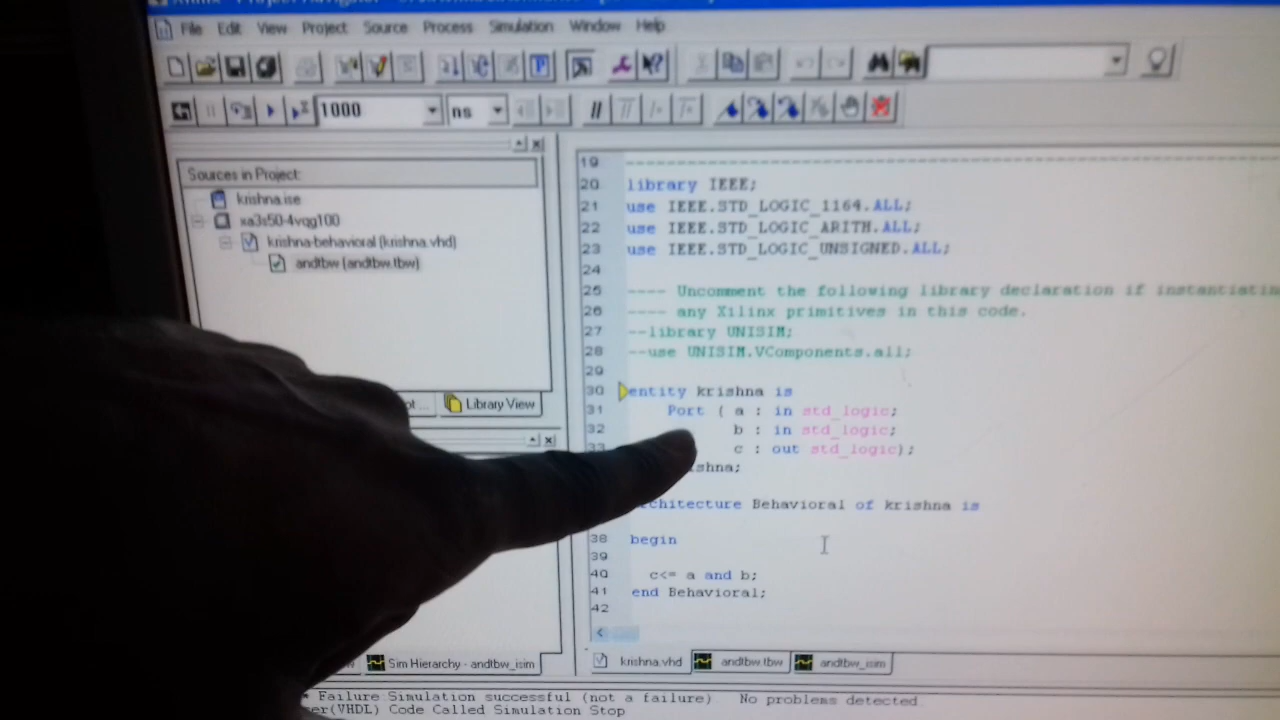 Project Navigator
File Edit View Project Source Process Simulation Window Help
1000 ns
Sources in Project:
krishna.ise
xa3s50-4vqg100
krishna-behavioral (krishna.vhd)
andtbw (andtbw.tbw)
Library View
Sim Hierarchy - andtbw_isim
19 --------------------------------------------------
20 library IEEE;
21 use IEEE.STD_LOGIC_1164.ALL;
22 use IEEE.STD_LOGIC_ARITH.ALL;
23 use IEEE.STD_LOGIC_UNSIGNED.ALL;
24
25 ---- Uncomment the following library declaration if
26 ---- any Xilinx primitives in this code.
27 --library UNISIM;
28 --use UNISIM.VComponents.all;
29
30 entity krishna is
31 Port ( a : in std_logic;
32 b : in std_logic;
33 c : out std_logic);
shna;
chitecture Behavioral of krishna is
38 begin
39
40 c<= a and b;
41 end Behavioral;
42
krishna.vhd andtbw.tbw andtbw_isim
Failure Simulation successful (not a failure) No problems detected
ser(VHDL) Code Called Simulation Stop